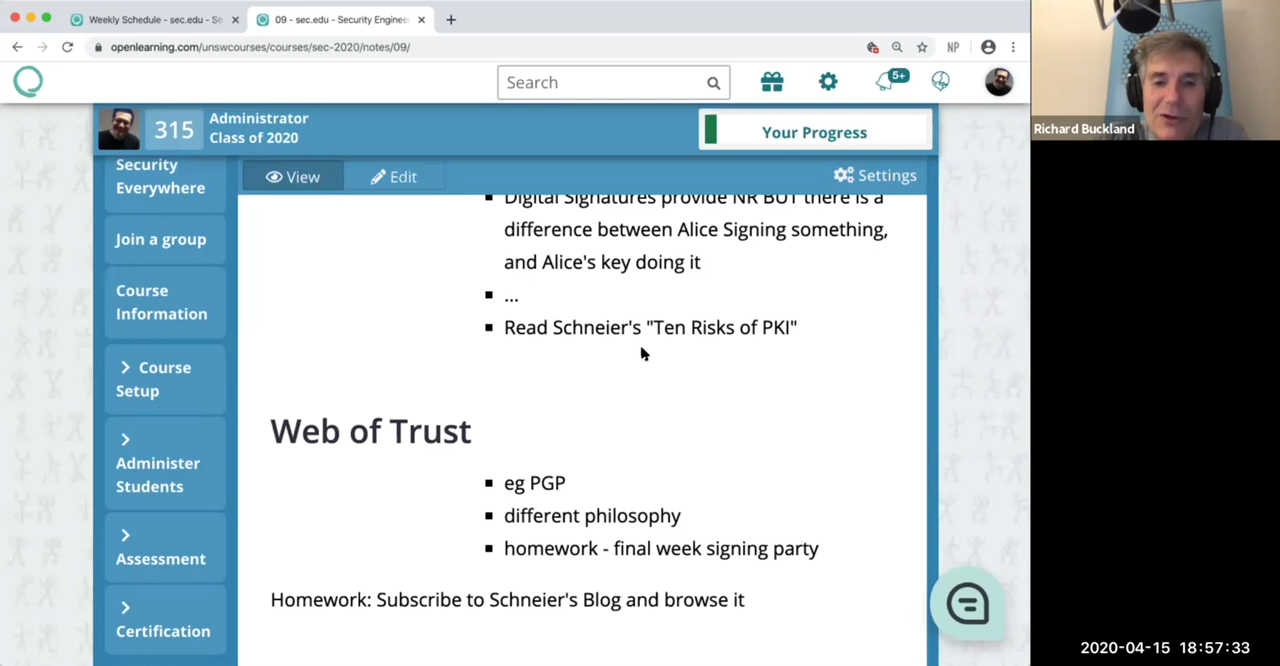 Weekly Schedule - sec.edu - Se
09 - sec.edu - Security Enginee
openlearning.com/unswcourses/courses/sec-2020/notes/09/
NP
Search
5+
315
Administrator
Class of 2020
Your Progress
Security
Everywhere
Join a group
Course
Information
Course
Setup
Administer
Students
Assessment
Certification
View
Edit
Settings
Digital Signatures provide NR BUT there is a
difference between Alice Signing something,
and Alice's key doing it
...
Read Schneier's "Ten Risks of PKI"
Web of Trust
eg PGP
different philosophy
homework - final week signing party
Homework: Subscribe to Schneier's Blog and browse it
Richard Buckland
2020-04-15 18:57:33